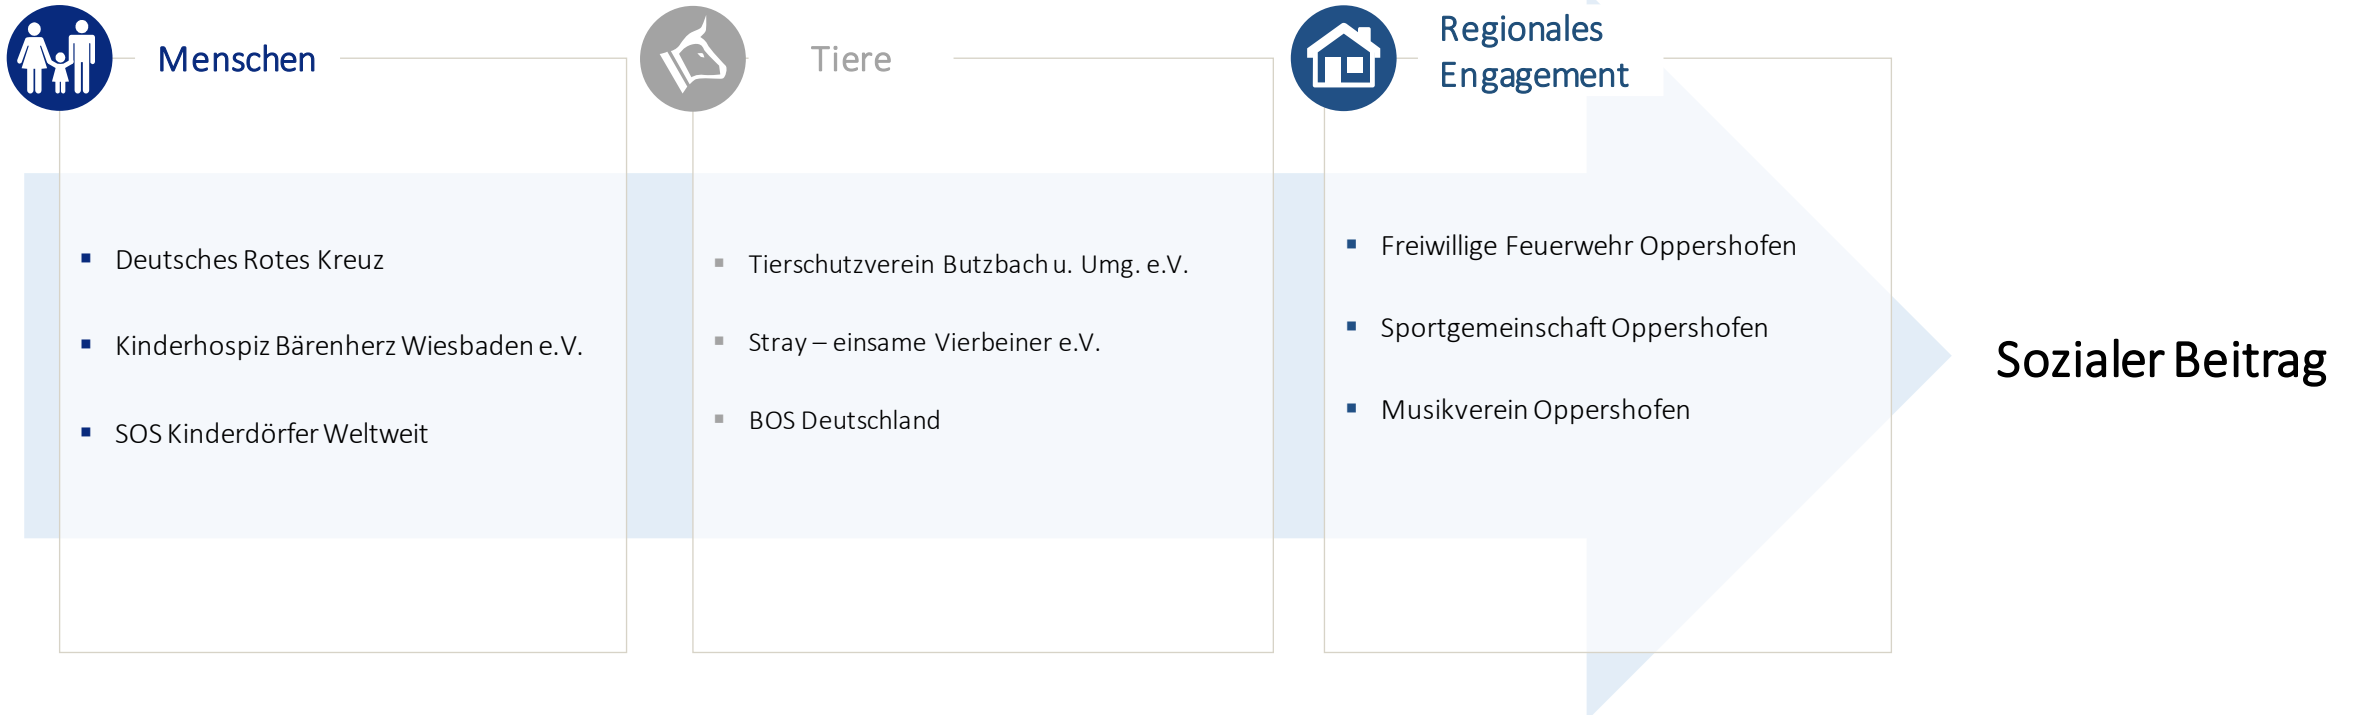 Menschen
Deutsches Rotes Kreuz
Kinderhospiz Bärenherz Wiesbaden e.V.
SOS Kinderdörfer Weltweit
Tiere
Tierschutzverein Butzbach u. Umg. e.V.
Stray – einsame Vierbeiner e.V.
BOS Deutschland
Regionales
Engagement
Freiwillige Feuerwehr Oppershofen
Sportgemeinschaft Oppershofen
Musikverein Oppershofen
Sozialer Beitrag